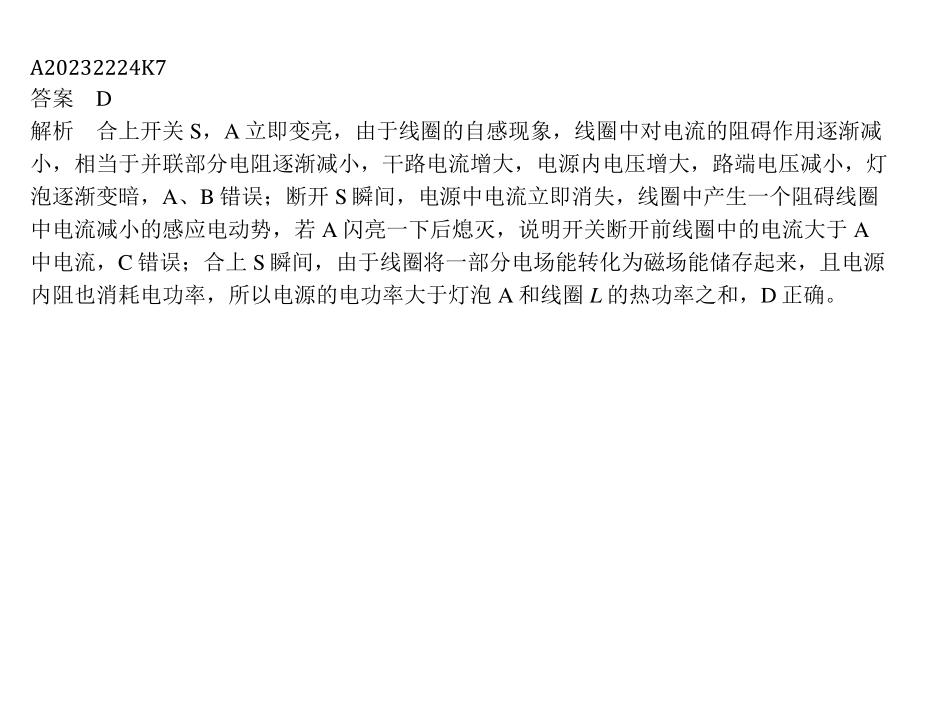 A20232224K7
答案　D
解析　合上开关 S，A 立即变亮，由于线圈的自感现象，线圈中对电流的阻碍作用逐渐减
小，相当于并联部分电阻逐渐减小，干路电流增大，电源内电压增大，路端电压减小，灯
泡逐渐变暗，A、B 错误；断开 S 瞬间，电源中电流立即消失，线圈中产生一个阻碍线圈
中电流减小的感应电动势，若 A 闪亮一下后熄灭，说明开关断开前线圈中的电流大于 A
中电流，C 错误；合上 S 瞬间，由于线圈将一部分电场能转化为磁场能储存起来，且电源
内阻也消耗电功率，所以电源的电功率大于灯泡 A 和线圈 L 的热功率之和，D 正确。